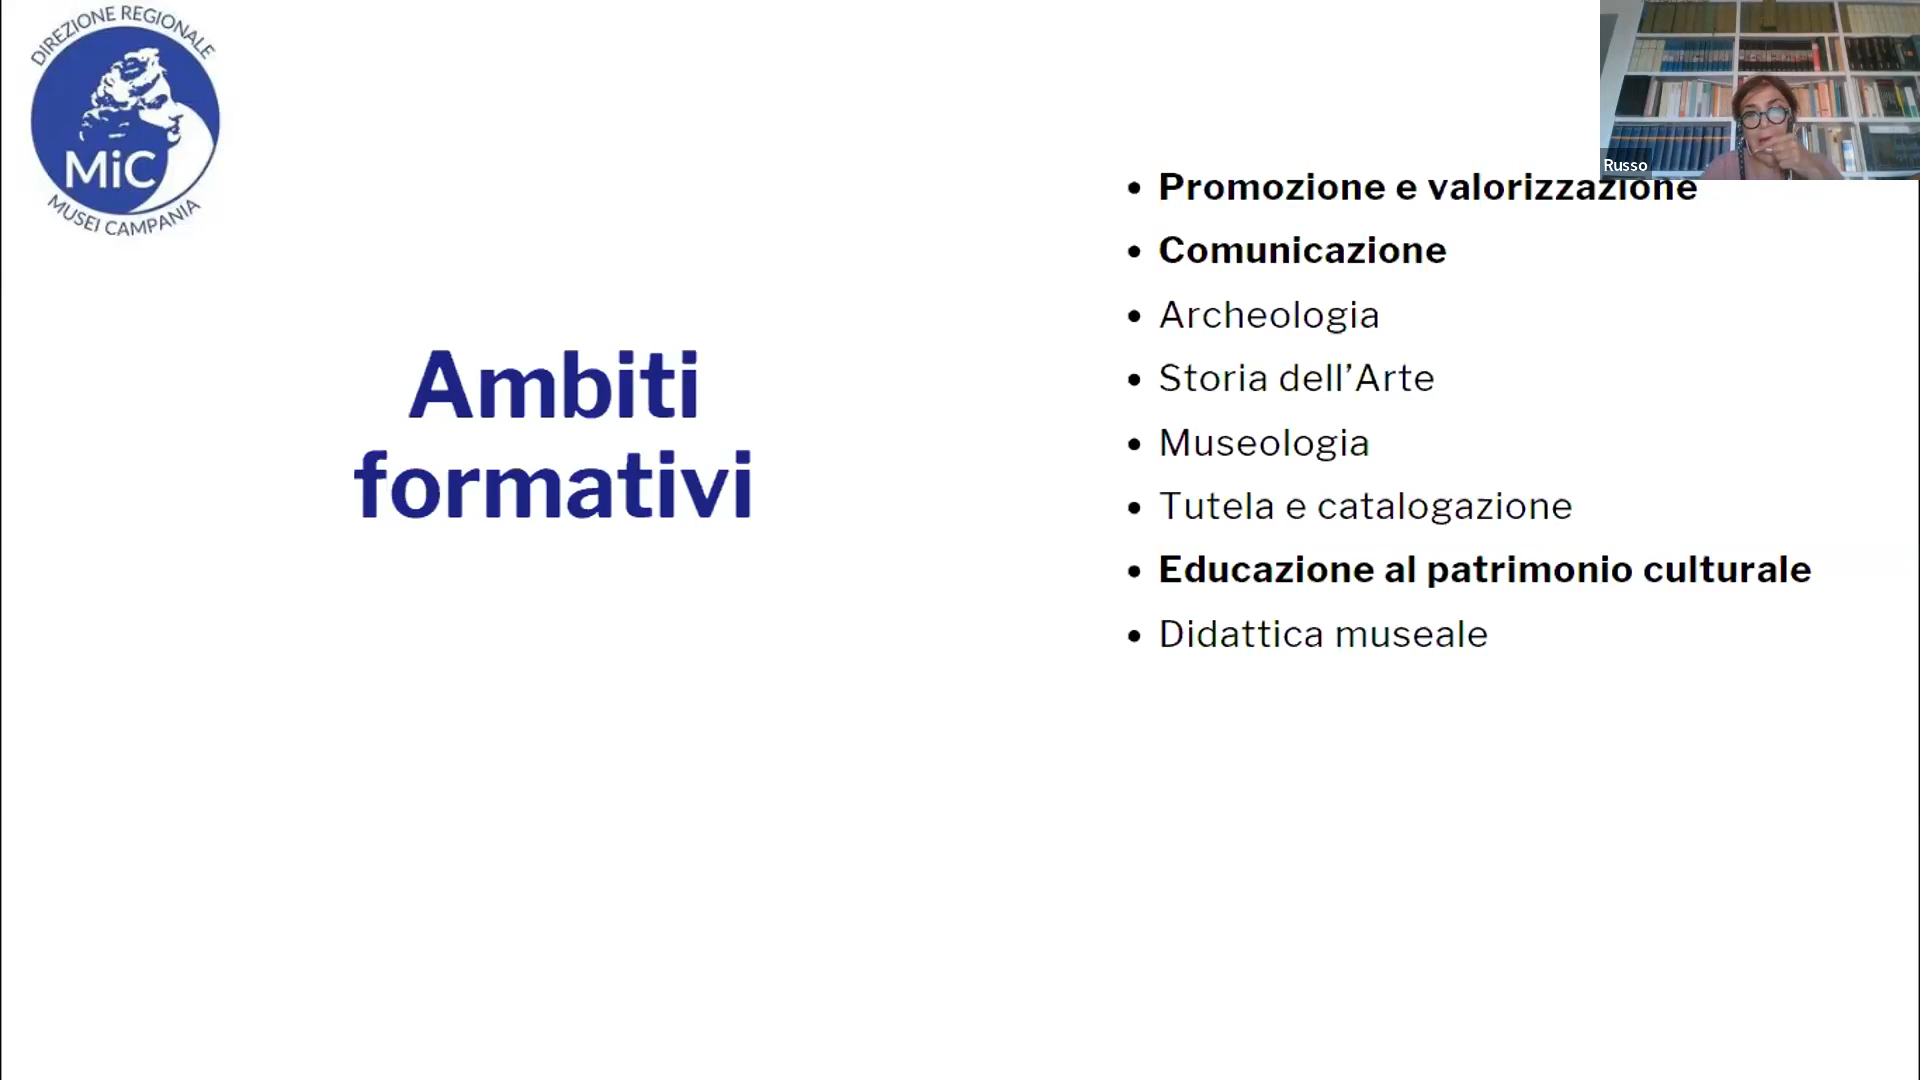 DIREZIONE REGIONALE
MiC
MUSEI CAMPANIA
Russo
Ambiti
formativi
• Promozione e valorizzazione
• Comunicazione
• Archeologia
• Storia dell’Arte
• Museologia
• Tutela e catalogazione
• Educazione al patrimonio culturale
• Didattica museale